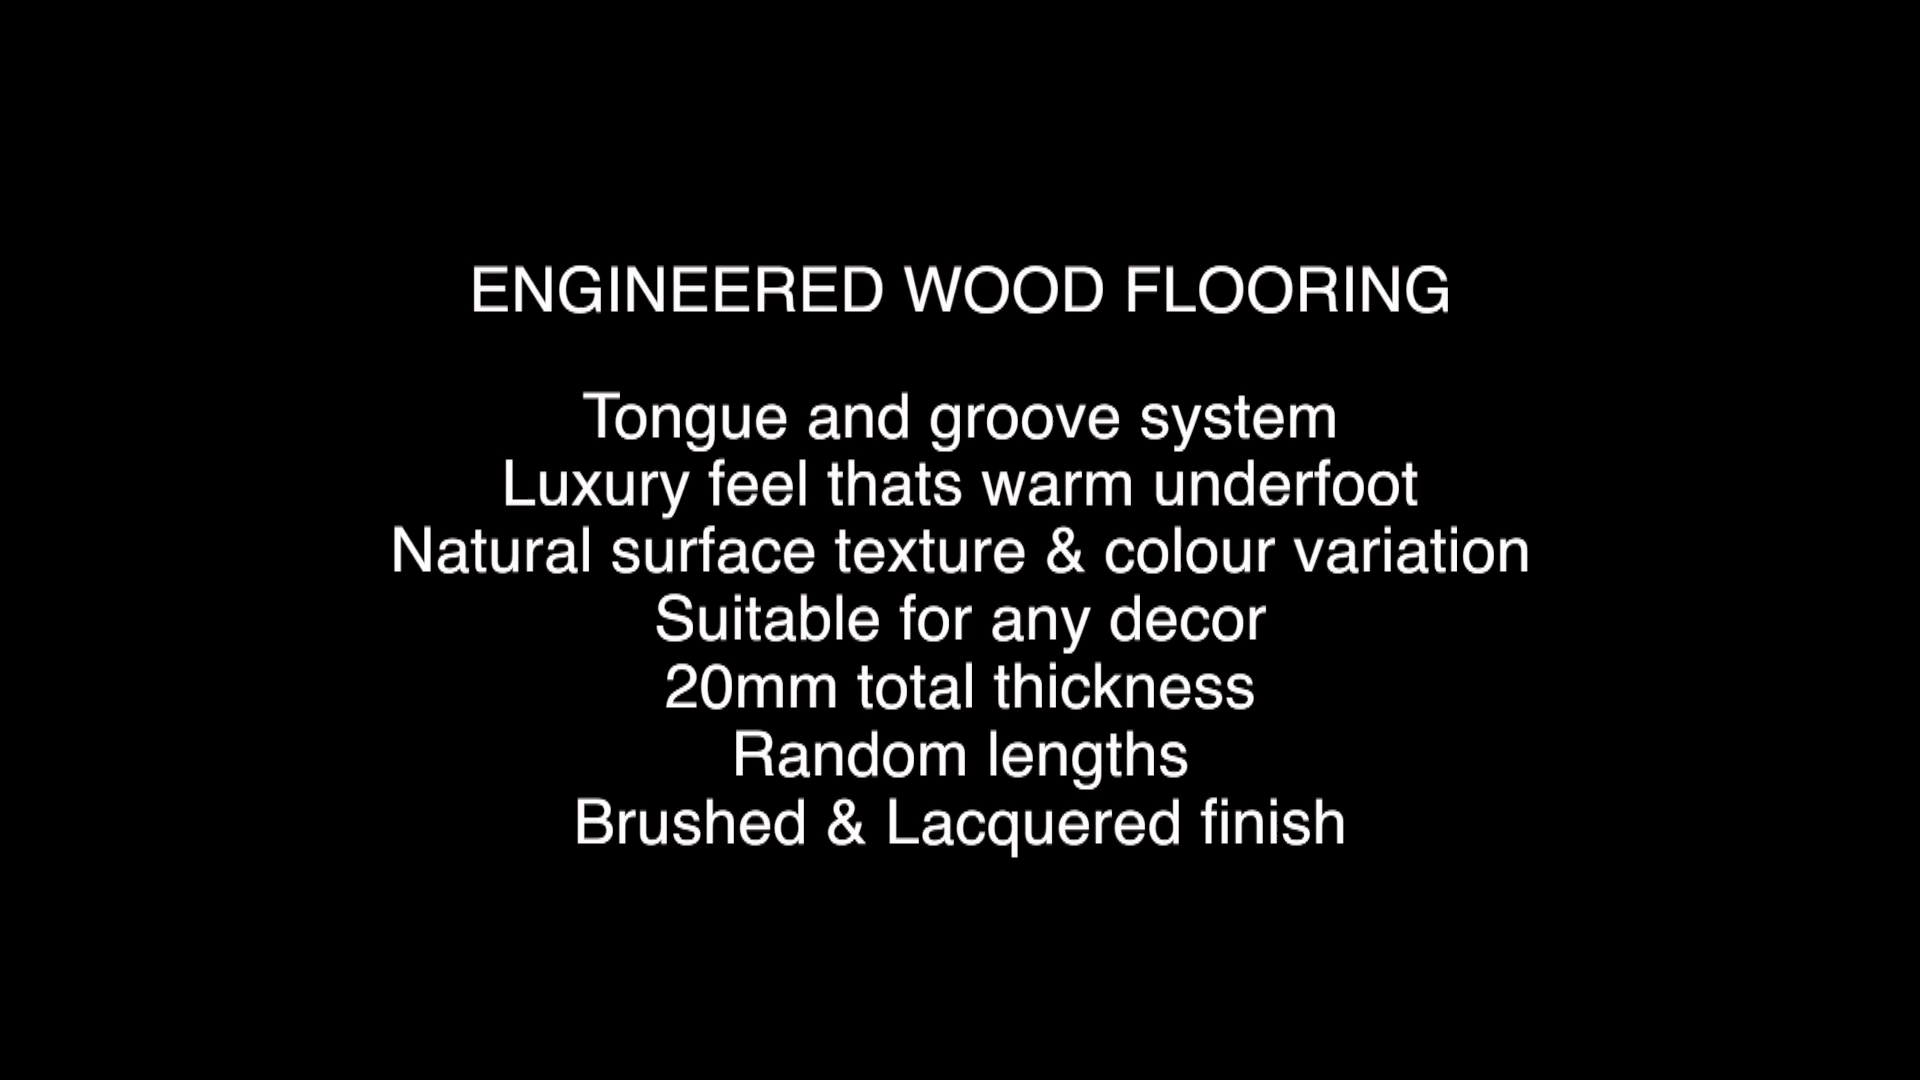 ENGINEERED WOOD FLOORING
Tongue and groove system
Luxury feel thats warm underfoot
Natural surface texture & colour variation
Suitable for any decor
20mm total thickness
Random lengths
Brushed & Lacquered finish